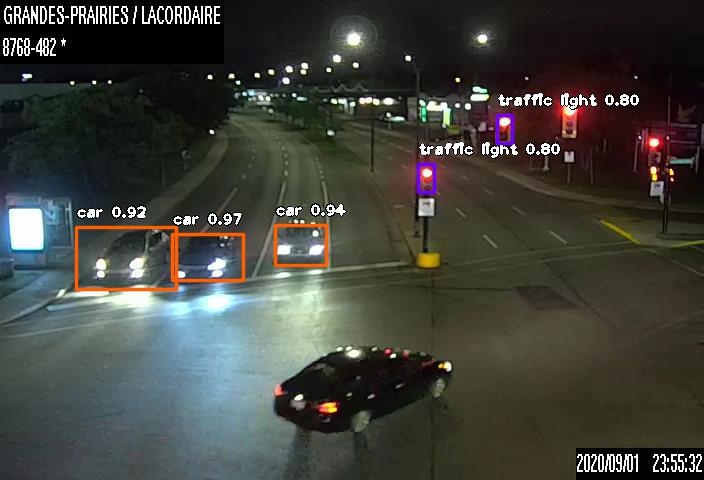 GRANDES-PRAIRIES / LACORDAIRE
8768-482 *
traffic light 0.80
traffic light 0.80
car 0.92
car 0.97
car 0.94
2020/09/01 23:55:32